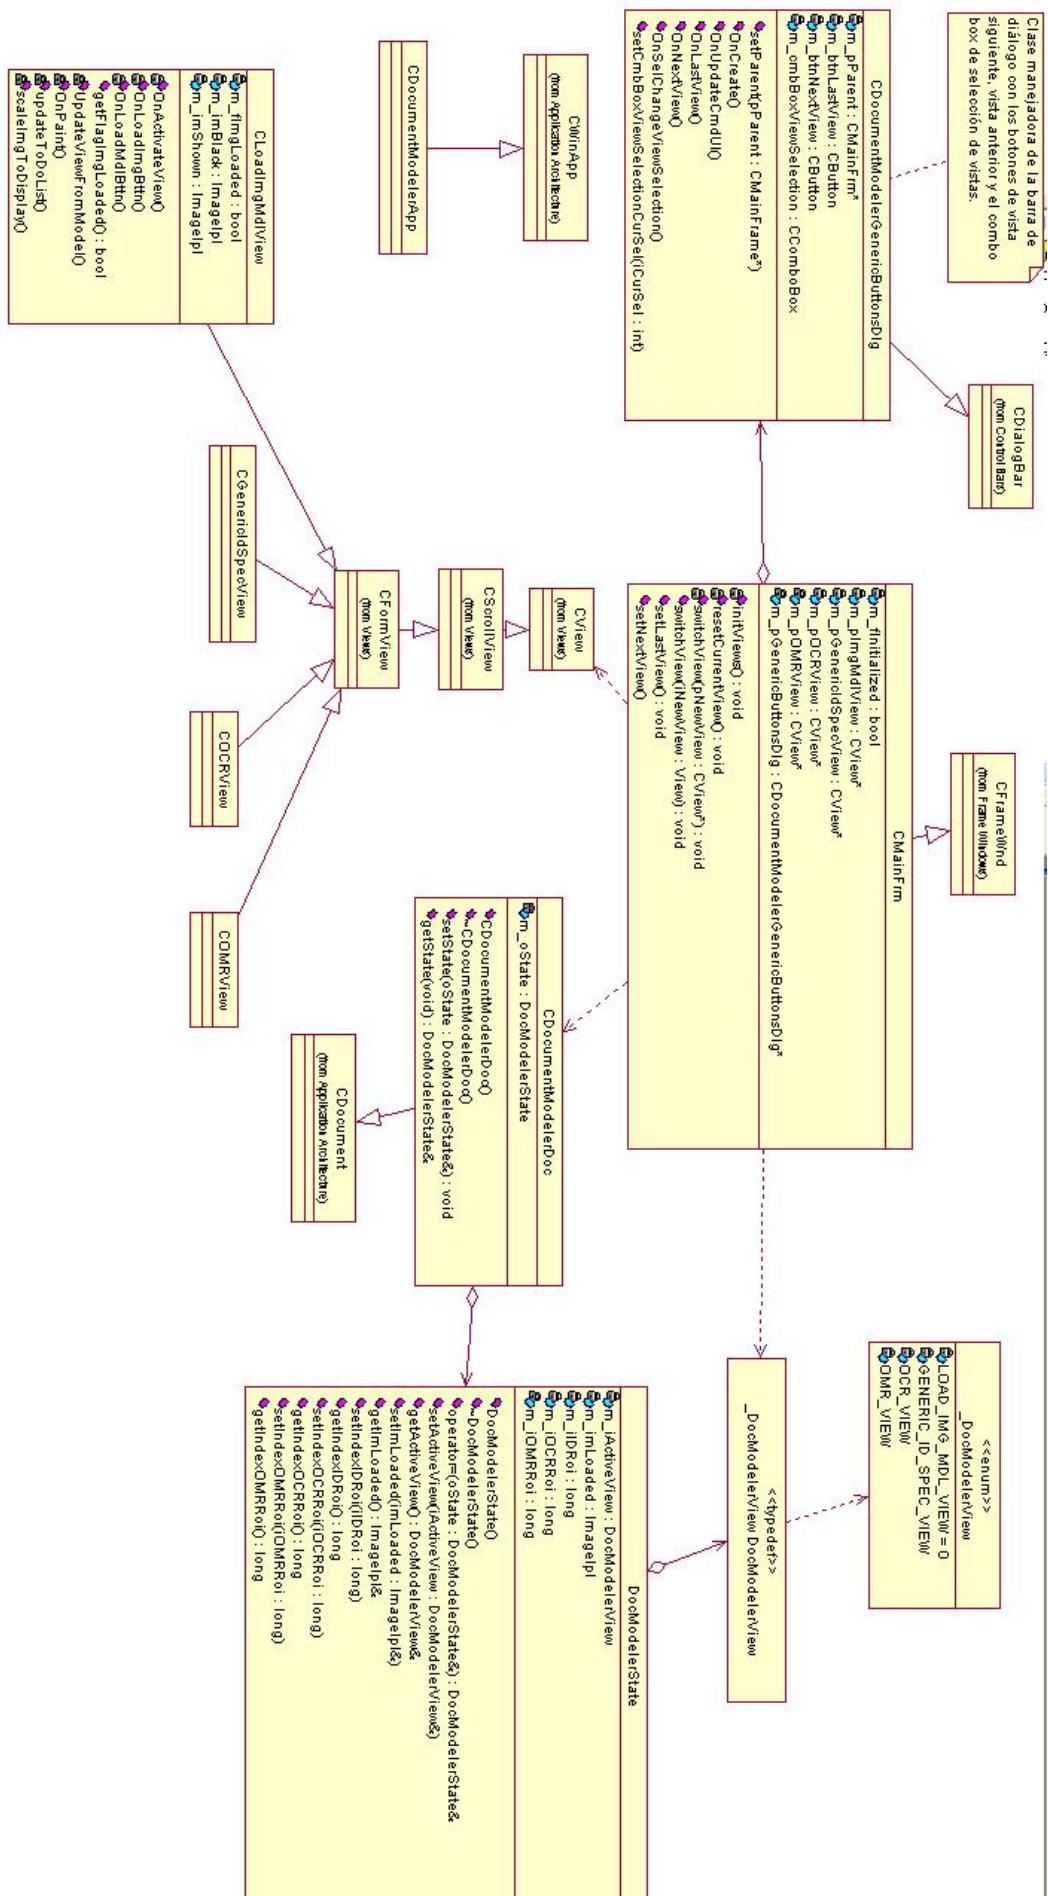 Clase manejadora de la barra de
diálogo con los botones de vista
siguiente, vista anterior y el combo
box de selección de vistas.
CDialogBar
(from Control Bars)
CDocumentModelerGenericButtonsDlg
m_pParent : CMainFrm*
m_btnLastView : CButton
m_btnNextView : CButton
m_cmbBoxViewSelection : CComboBox
setParent(pParent : CMainFrame*)
OnCreate()
OnUpdateCmdUI()
OnLastView()
OnNextView()
OnSelChangeViewSelection()
setCmbBoxViewSelectionCurSel(iCurSel : int)
CFrameWnd
(from Frame Windows)
CMainFrm
m_fInitialized : bool
m_pImgMdlView : CView*
m_pGenericIdSpecView : CView*
m_pOCRView : CView*
m_pOMRView : CView*
m_pGenericButtonsDlg : CDocumentModelerGenericButtonsDlg*
initViews() : void
resetCurrentView() : void
switchView(pNewView : CView*) : void
switchView(iNewView : View) : void
setLastView() : void
setNextView()
<<enum>>
_DocModelerView
LOAD_IMG_MDL_VIEW = 0
GENERIC_ID_SPEC_VIEW
OCR_VIEW
OMR_VIEW
<<typedef>>
_DocModelerView DocModelerView
CWinApp
(from Application Architecture)
CDocumentModelerApp
CView
(from Views)
CScrollView
(from Views)
CFormView
(from Views)
CDocumentModelerDoc
m_oState : DocModelerState
CDocumentModelerDoc()
~CDocumentModelerDoc()
setState(oState : DocModelerState&) : void
getState(void) : DocModelerState&
CDocument
(from Application Architecture)
DocModelerState
m_iActiveView : DocModelerView
m_imLoaded : ImageIpl
m_iIDRoi : long
m_iOCRRoi : long
m_iOMRRoi : long
DocModelerState()
~DocModelerState()
operator=(oState : DocModelerState&) : DocModelerState&
setActiveView(iActiveView : DocModelerView&)
getActiveView() : DocModelerView&
setImLoaded(imLoaded : ImageIpl&)
getImLoaded() : ImageIpl&
setIndexIDRoi(iIDRoi : long)
getIndexIDRoi() : long
setIndexOCRRoi(iOCRRoi : long)
getIndexOCRRoi() : long
setIndexOMRRoi(iOMRRoi : long)
getIndexOMRRoi() : long
CLoadImgMdlView
m_fImgLoaded : bool
m_imBlack : ImageIpl
m_imShown : ImageIpl
OnActivateView()
OnLoadImgBttn()
OnLoadMdlBttn()
getFlagImgLoaded() : bool
UpdateViewFromModel()
OnPaint()
updateToDoList()
scaleImgToDisplay()
CGenericIdSpecView
COCRView
COMRView